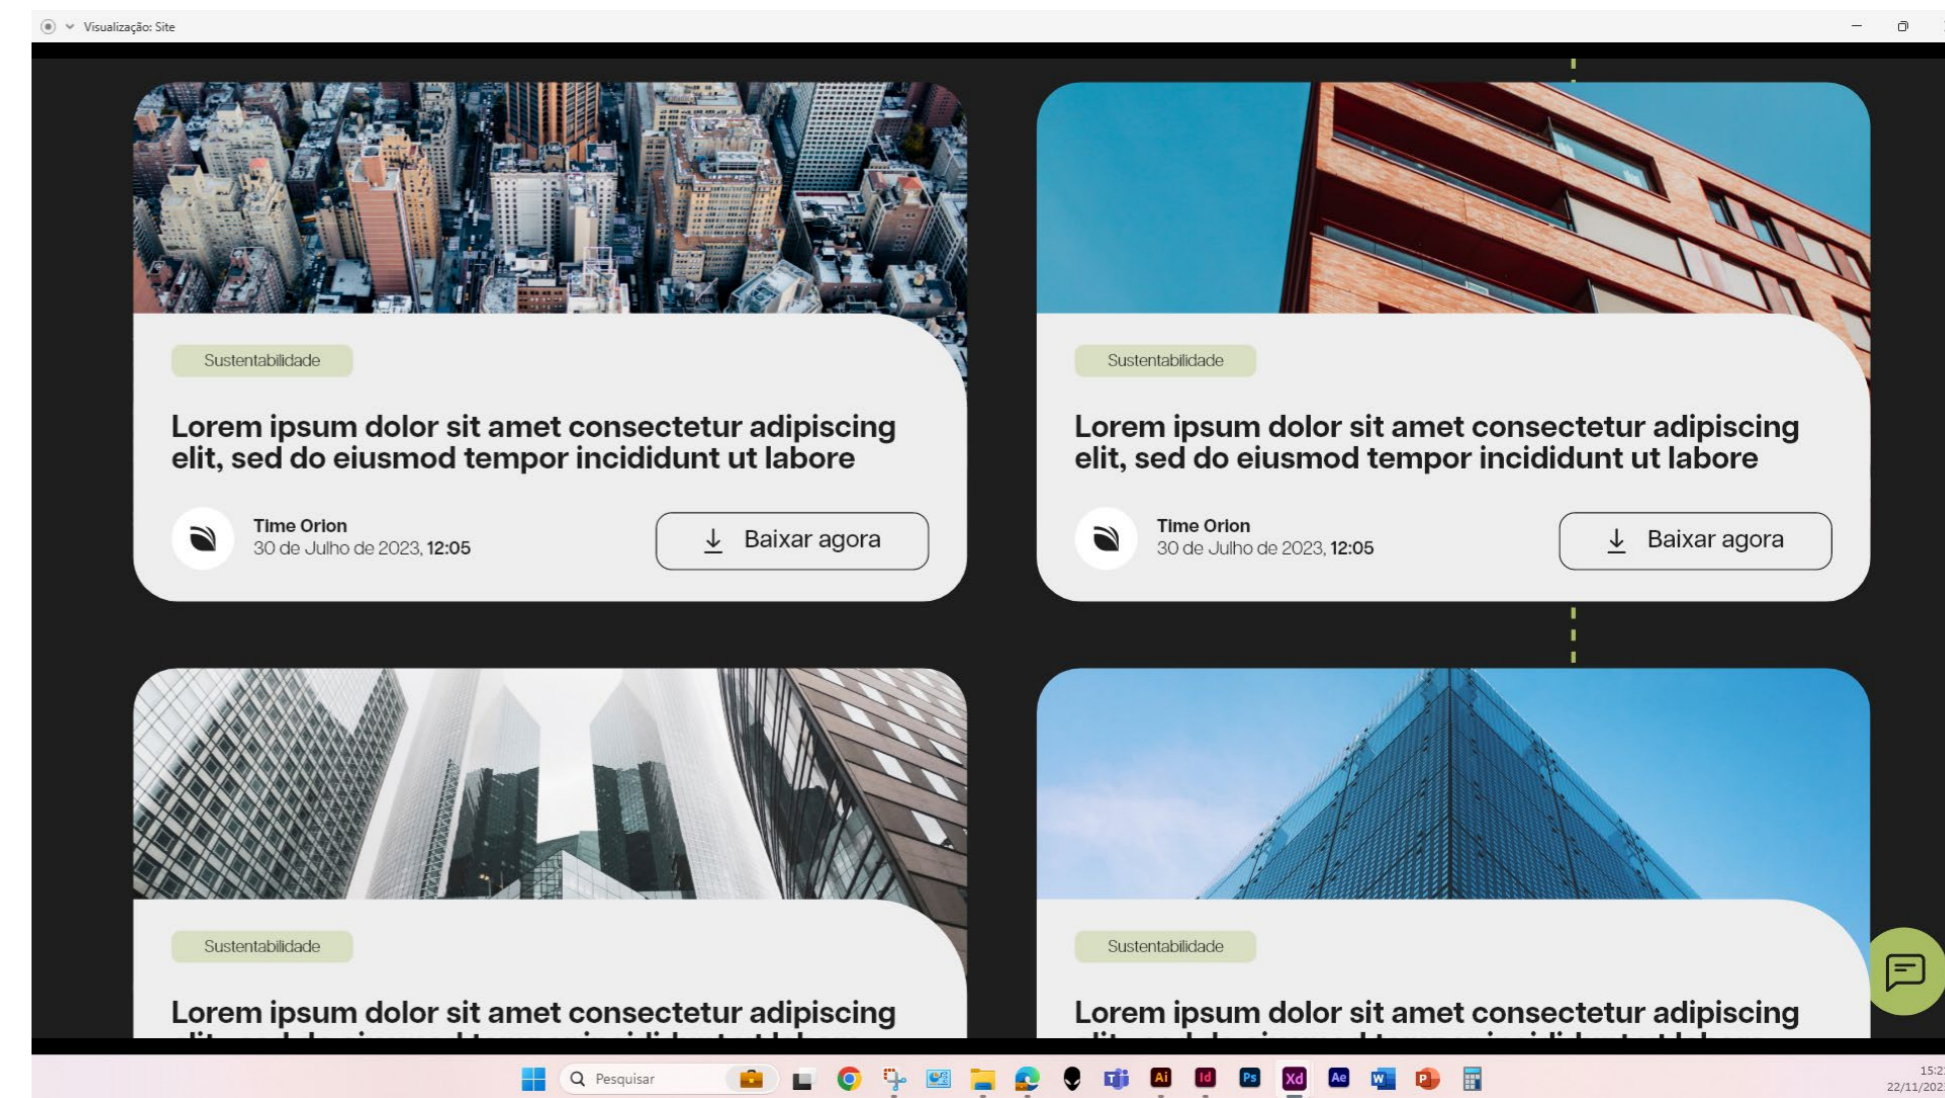 Visualização: Site
Sustentabilidade
Lorem ipsum dolor sit amet consectetur adipiscing
elit, sed do eiusmod tempor incididunt ut labore
Time Orion
30 de Julho de 2023, 12:05
Baixar agora
Sustentabilidade
Lorem ipsum dolor sit amet consectetur adipiscing
elit, sed do eiusmod tempor incididunt ut labore
Time Orion
30 de Julho de 2023, 12:05
Baixar agora
Sustentabilidade
Lorem ipsum dolor sit amet consectetur adipiscing
Sustentabilidade
Lorem ipsum dolor sit amet consectetur adipiscing
Pesquisar
Ai
Id
Ps
Xd
Ae